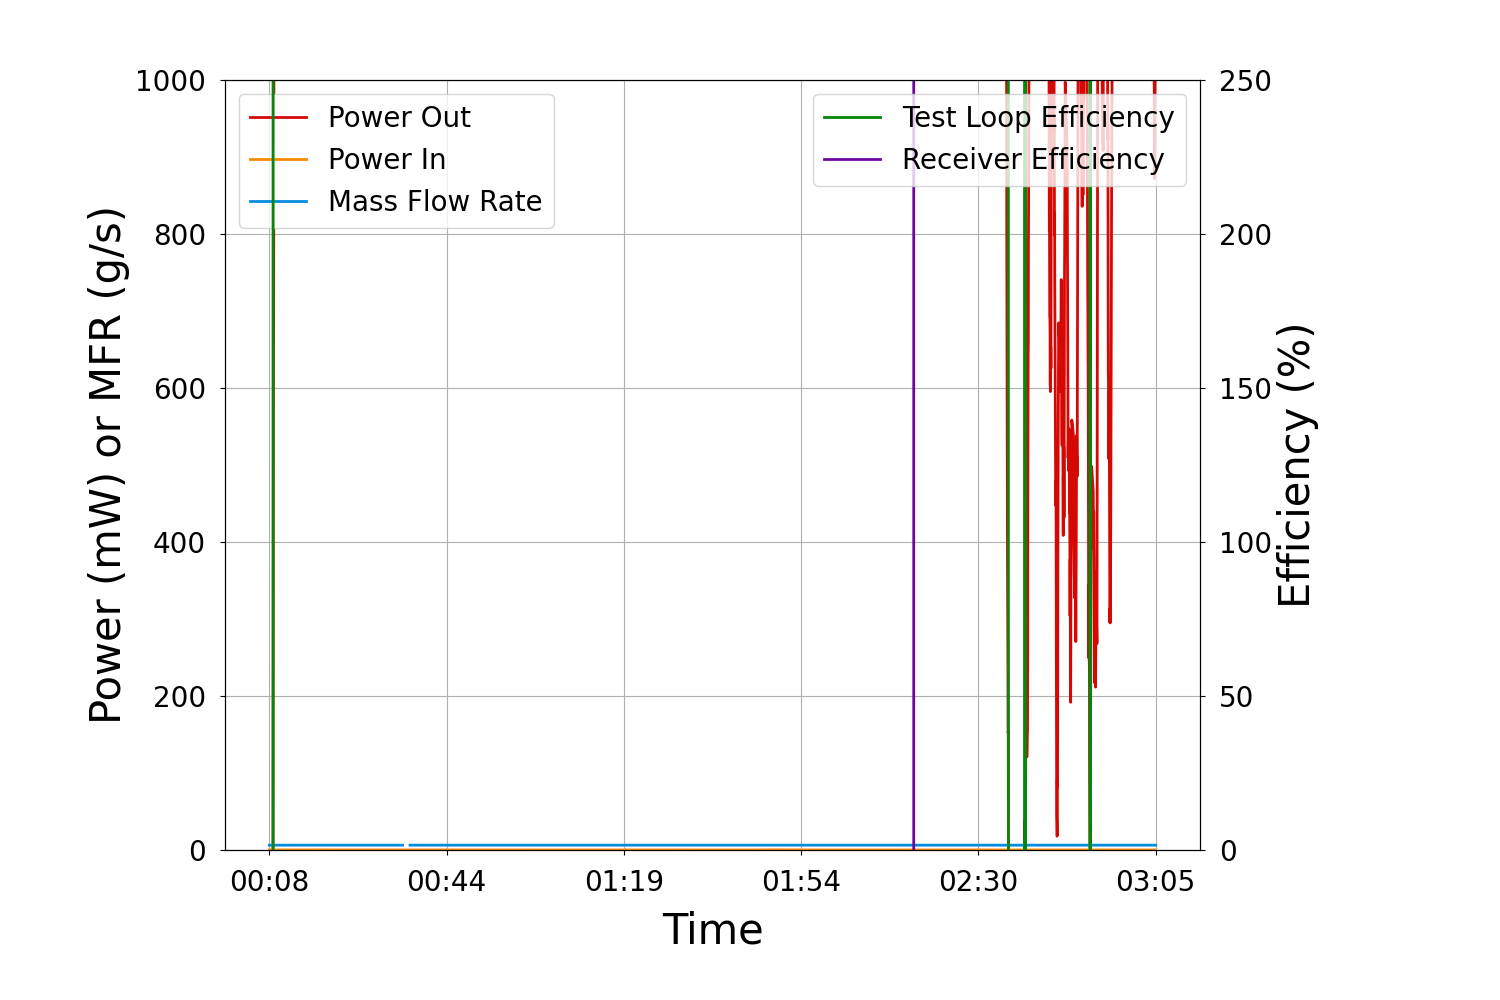 1000
800
600
400
200
0
Power (mW) or MFR (g/s)
Power Out
Power In
Mass Flow Rate
Test Loop Efficiency
Receiver Efficiency
250
200
150
100
50
0
Efficiency (%)
00:08 00:44 01:19 01:54 02:30 03:05
Time